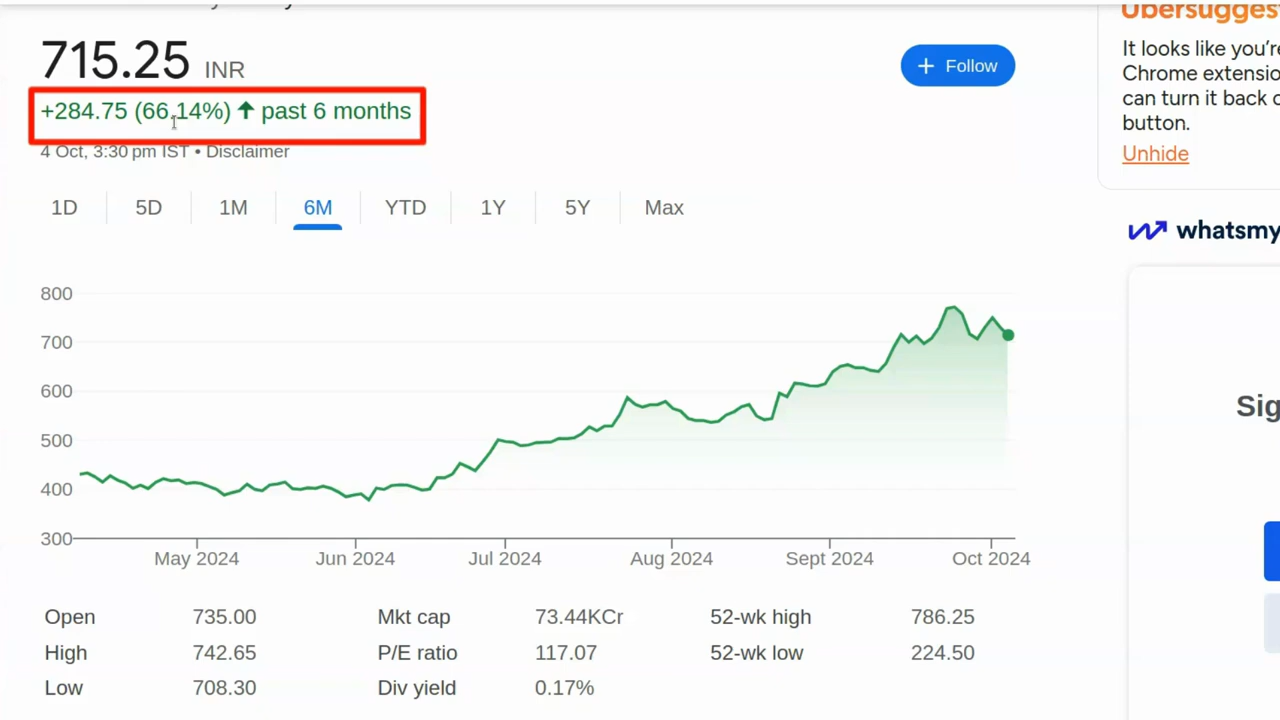 Ubersuggest
715.25 INR
+ Follow
It looks like you're
Chrome extensio
can turn it back o
button.
Unhide
+284.75 (66.14%) ↑ past 6 months
4 Oct, 3:30 pm IST • Disclaimer
1D 5D 1M 6M YTD 1Y 5Y Max
whatsmy
800
700
600
500
400
300
May 2024 Jun 2024 Jul 2024 Aug 2024 Sept 2024 Oct 2024
Sig
Open 735.00 Mkt cap 73.44KCr 52-wk high 786.25
High 742.65 P/E ratio 117.07 52-wk low 224.50
Low 708.30 Div yield 0.17%